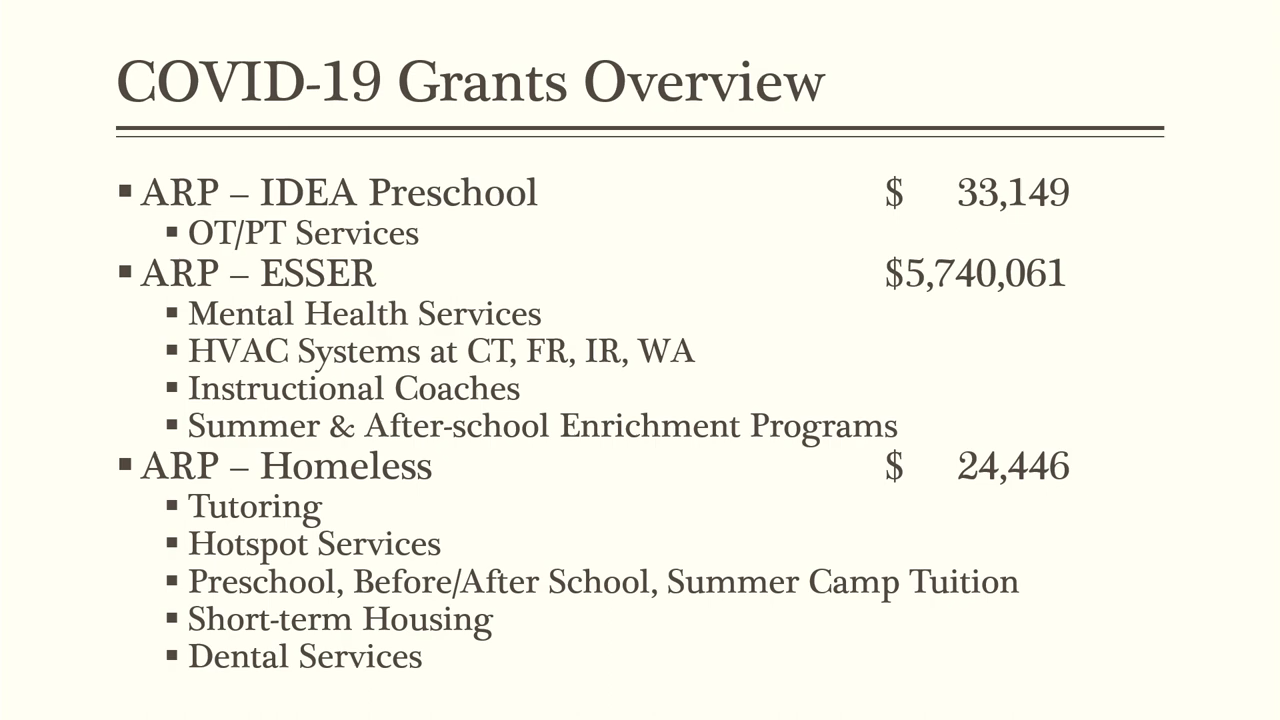 COVID-19 Grants Overview
▪ ARP – IDEA Preschool $ 33,149
▪ OT/PT Services
▪ ARP – ESSER $5,740,061
▪ Mental Health Services
▪ HVAC Systems at CT, FR, IR, WA
▪ Instructional Coaches
▪ Summer & After-school Enrichment Programs
▪ ARP – Homeless $ 24,446
▪ Tutoring
▪ Hotspot Services
▪ Preschool, Before/After School, Summer Camp Tuition
▪ Short-term Housing
▪ Dental Services